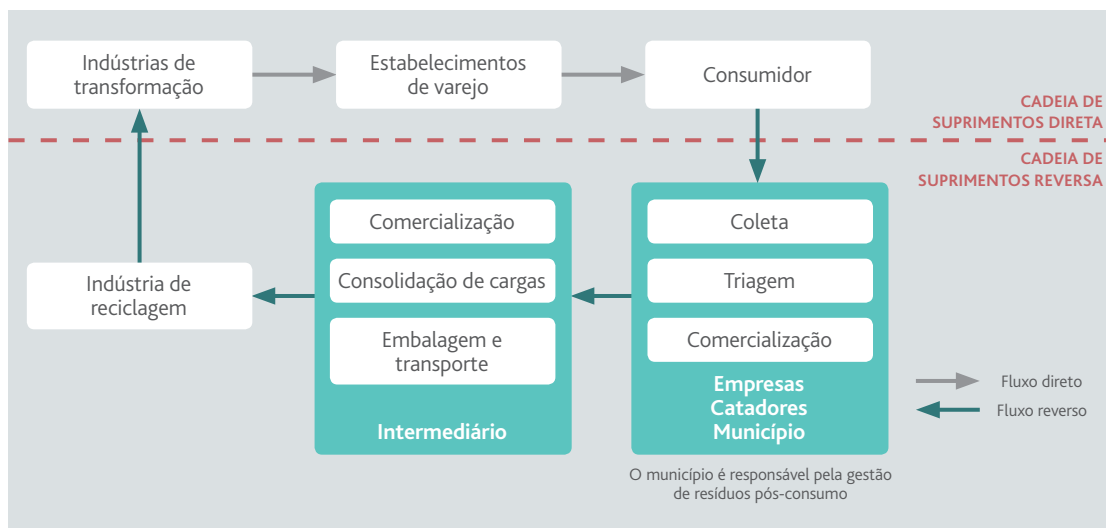 Indústrias de
transformação
Estabelecimentos
de varejo
Consumidor
CADEIA DE
SUPRIMENTOS DIRETA
CADEIA DE
SUPRIMENTOS REVERSA
Indústria de
reciclagem
Comercialização
Consolidação de cargas
Embalagem e
transporte
Intermediário
Coleta
Triagem
Comercialização
Empresas
Catadores
Município
O município é responsável pela gestão
de resíduos pós-consumo
Fluxo direto
Fluxo reverso